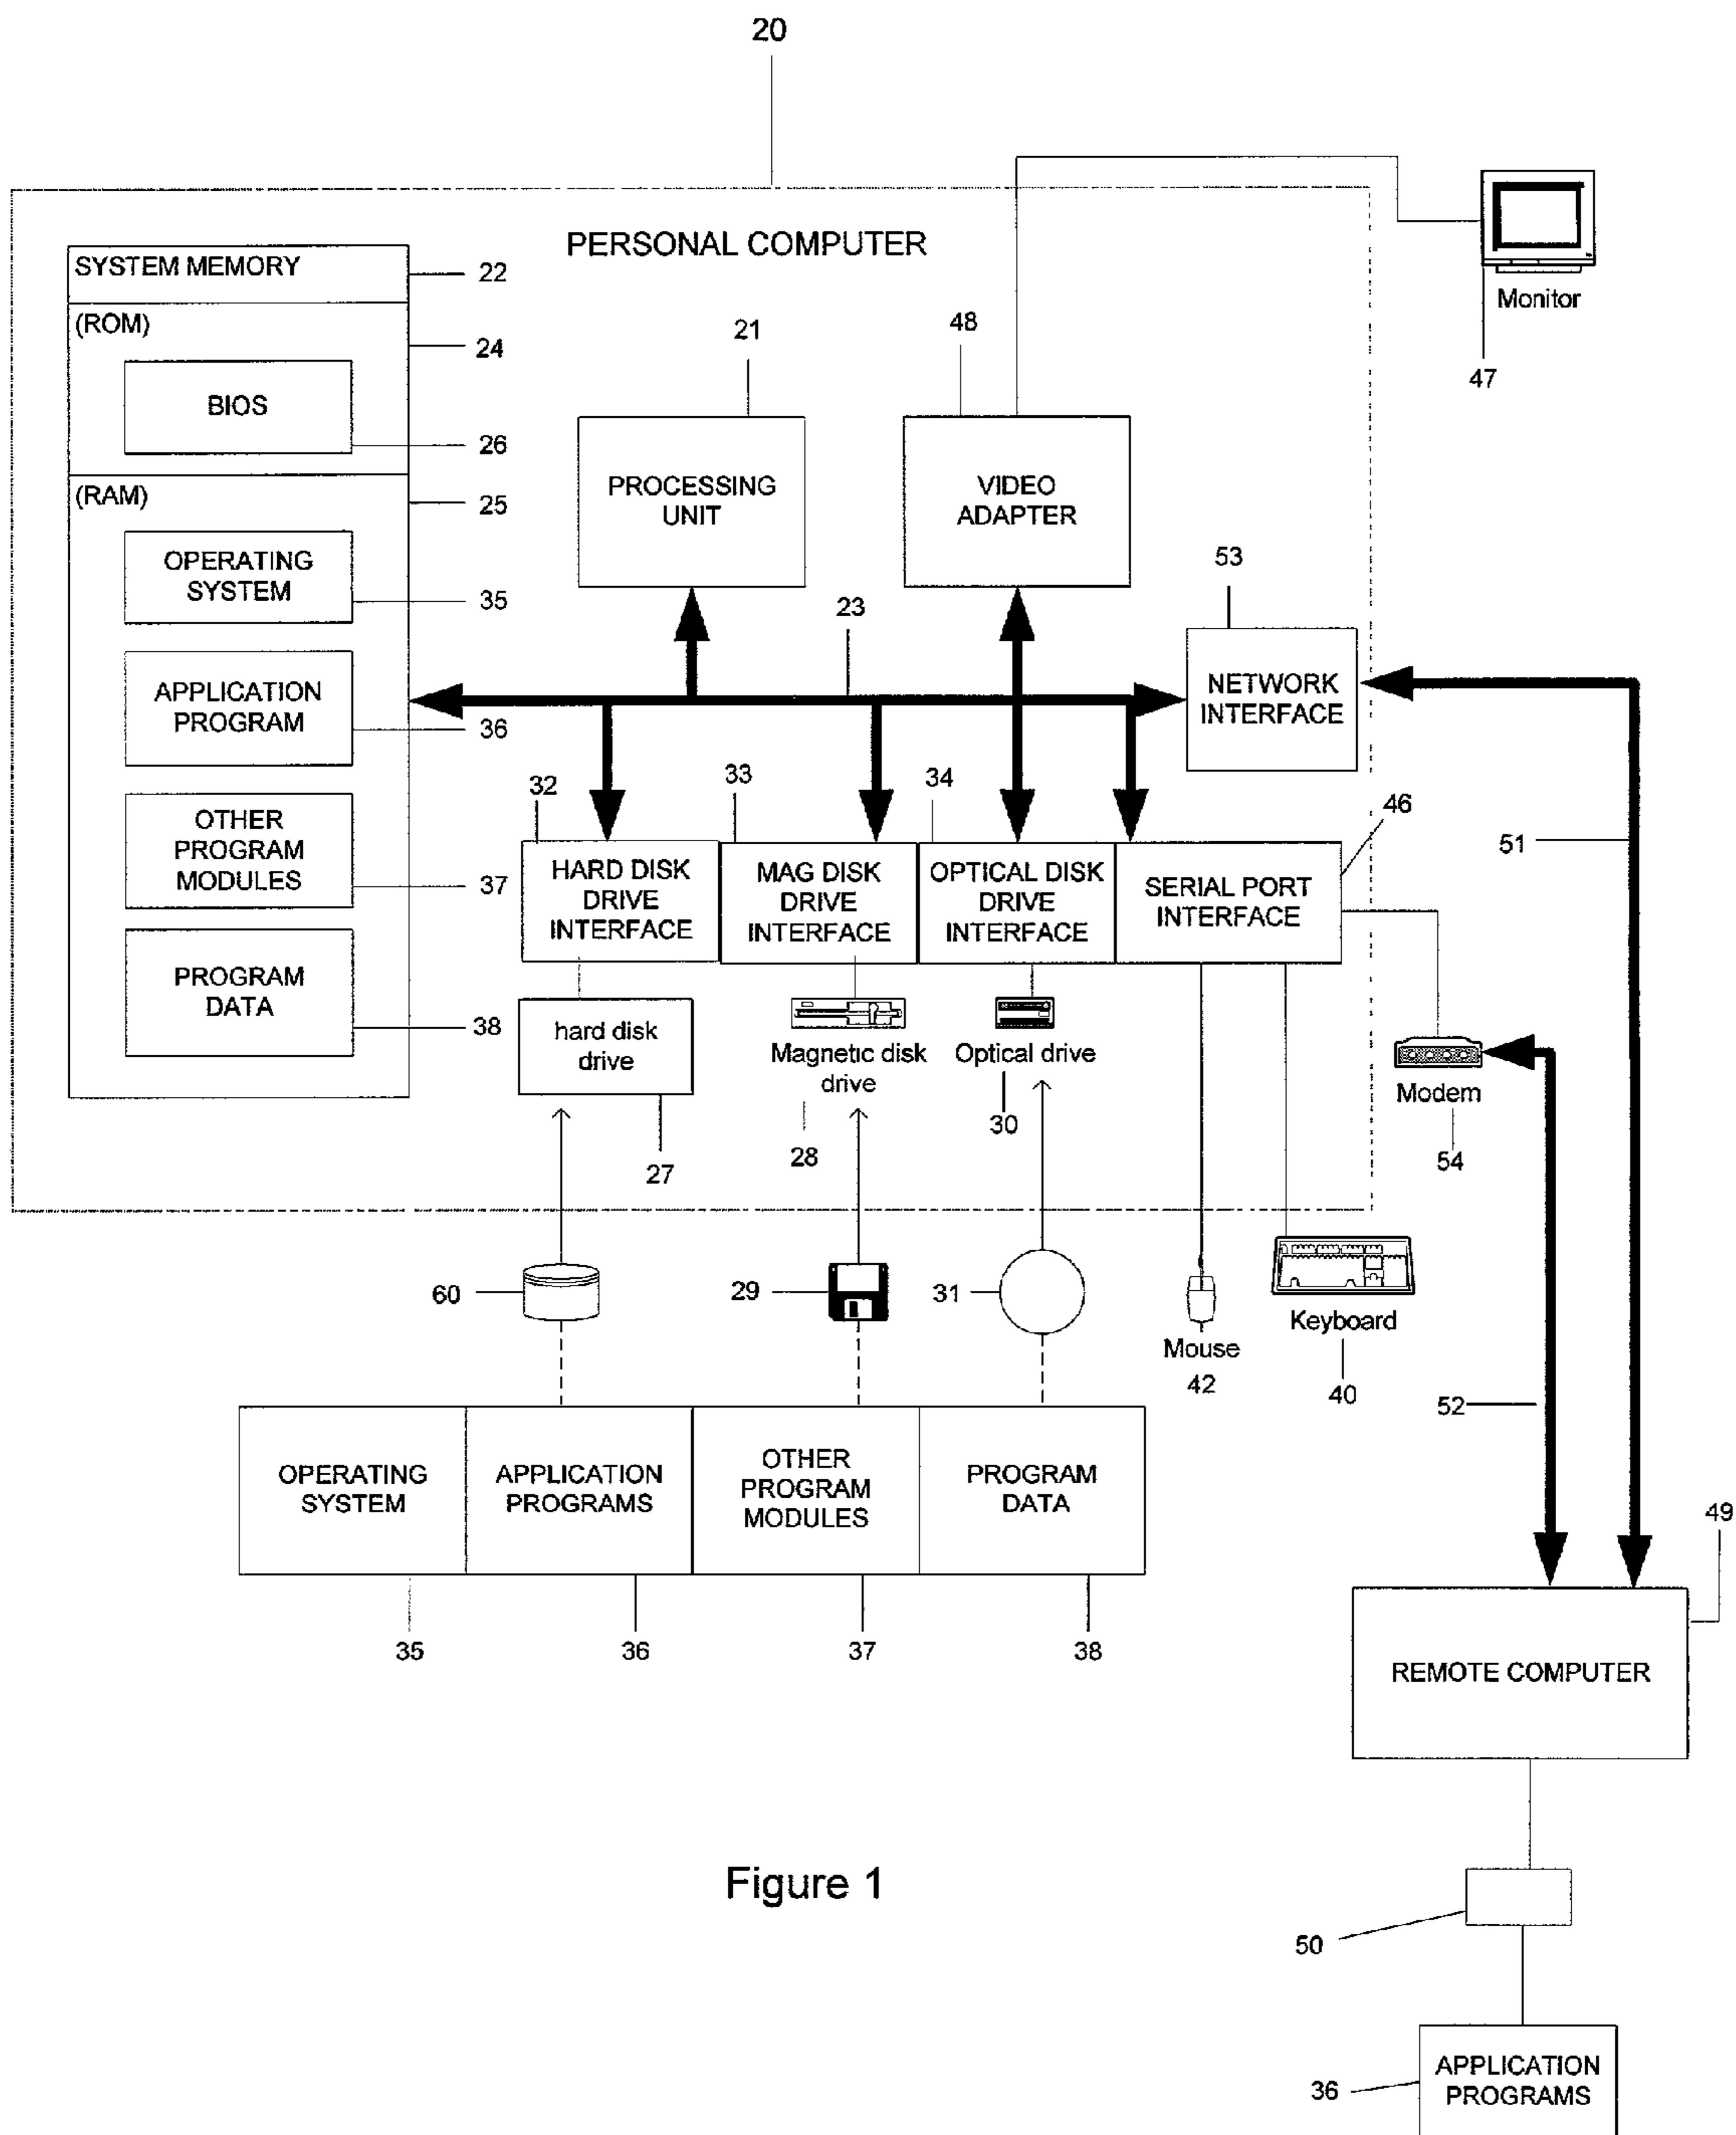 20
PERSONAL COMPUTER
SYSTEM MEMORY
22
(ROM)
24
BIOS
26
(RAM)
25
OPERATING
SYSTEM
35
APPLICATION
PROGRAM
36
OTHER
PROGRAM
MODULES
37
PROGRAM
DATA
38
21
PROCESSING
UNIT
48
VIDEO
ADAPTER
Monitor
47
23
53
NETWORK
INTERFACE
32
HARD DISK
DRIVE
INTERFACE
33
MAG DISK
DRIVE
INTERFACE
34
OPTICAL DISK
DRIVE
INTERFACE
46
SERIAL PORT
INTERFACE
51
hard disk
drive
27
Magnetic disk
drive
28
Optical drive
30
Modem
54
60
29
31
Mouse
42
Keyboard
40
52
OPERATING
SYSTEM
APPLICATION
PROGRAMS
OTHER
PROGRAM
MODULES
PROGRAM
DATA
35
36
37
38
49
REMOTE COMPUTER
Figure 1
50
36
APPLICATION
PROGRAMS